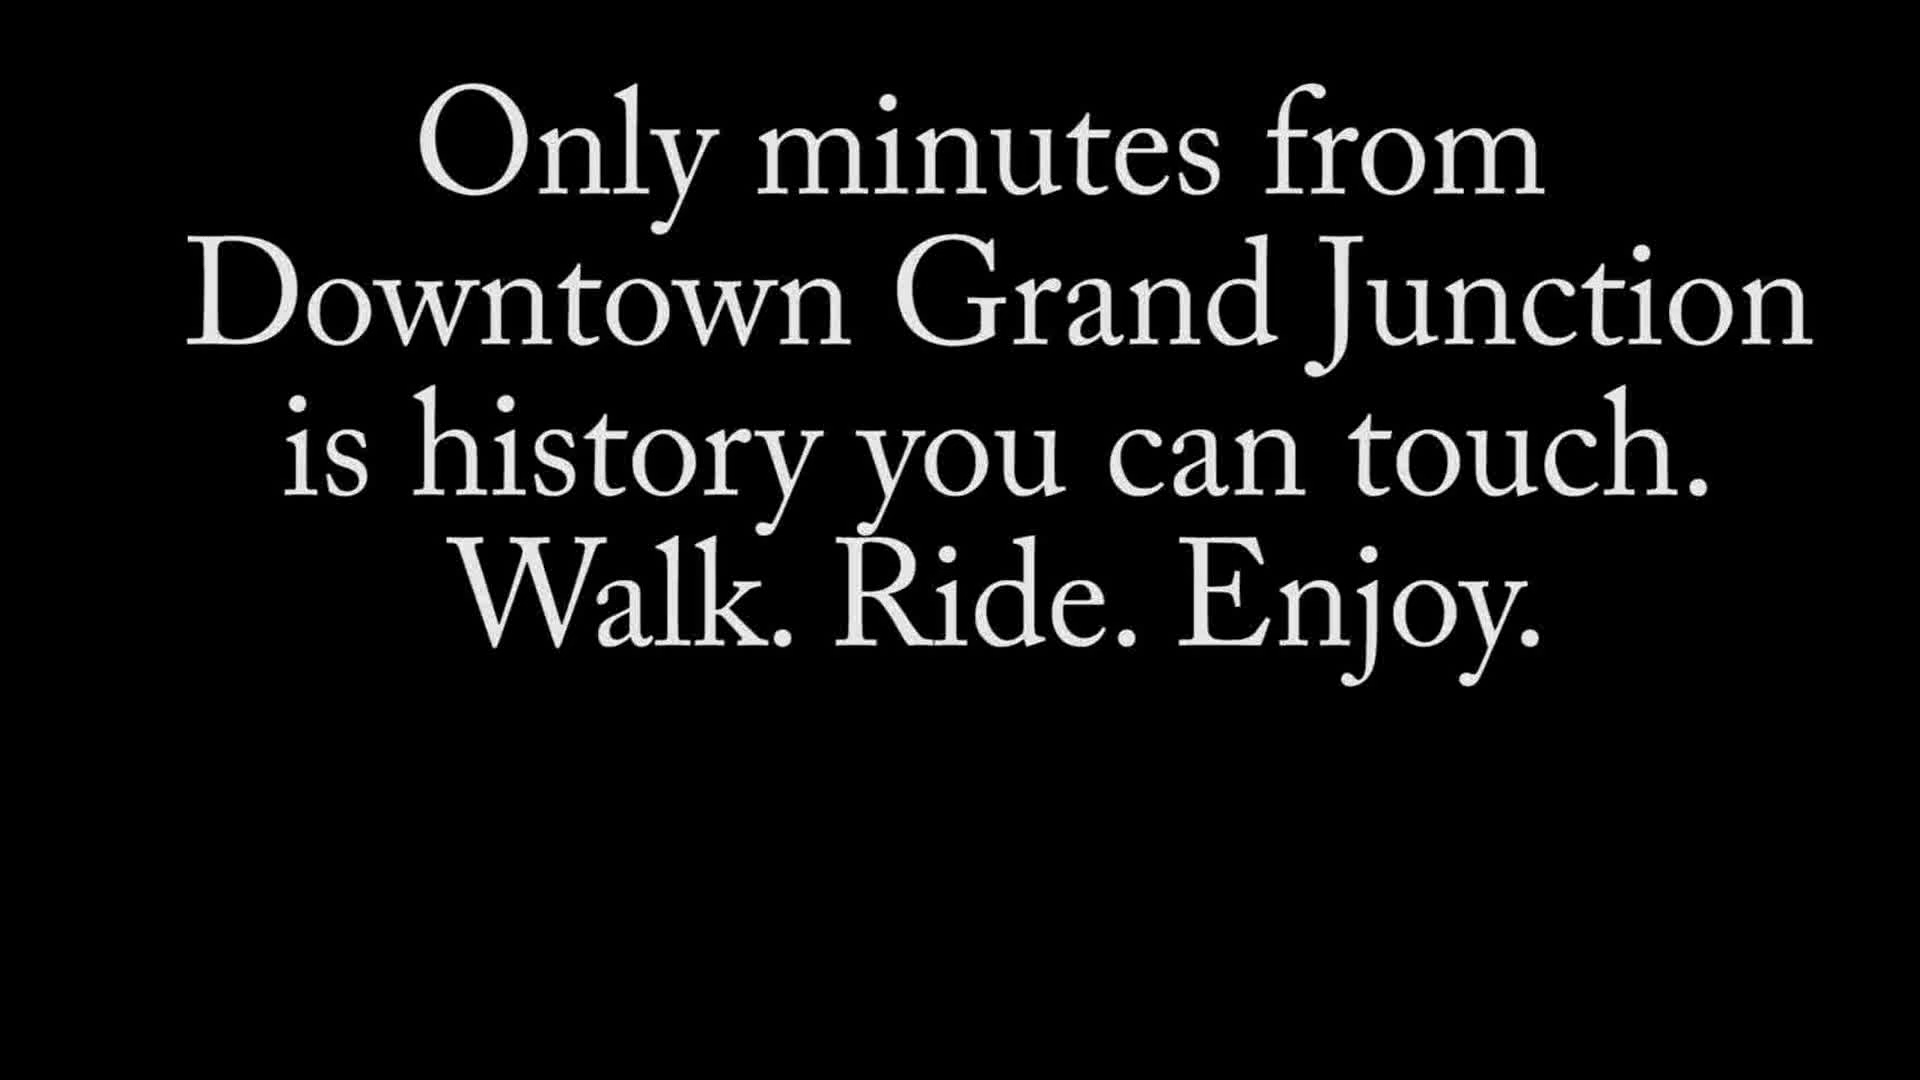 Only minutes from
Downtown Grand Junction
is history you can touch.
Walk. Ride. Enjoy.